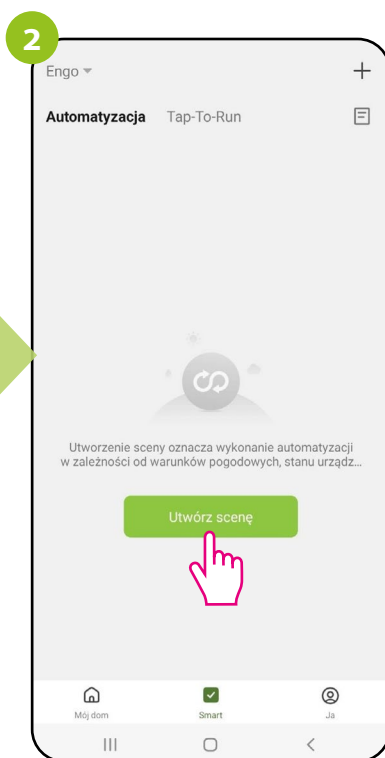 2
Engo
Automatyzacja Tap-To-Run
Utworzenie sceny oznacza wykonanie automatyzacji
w zależności od warunków pogodowych, stanu urządz...
Utwórz scenę
Mój dom Smart Ja